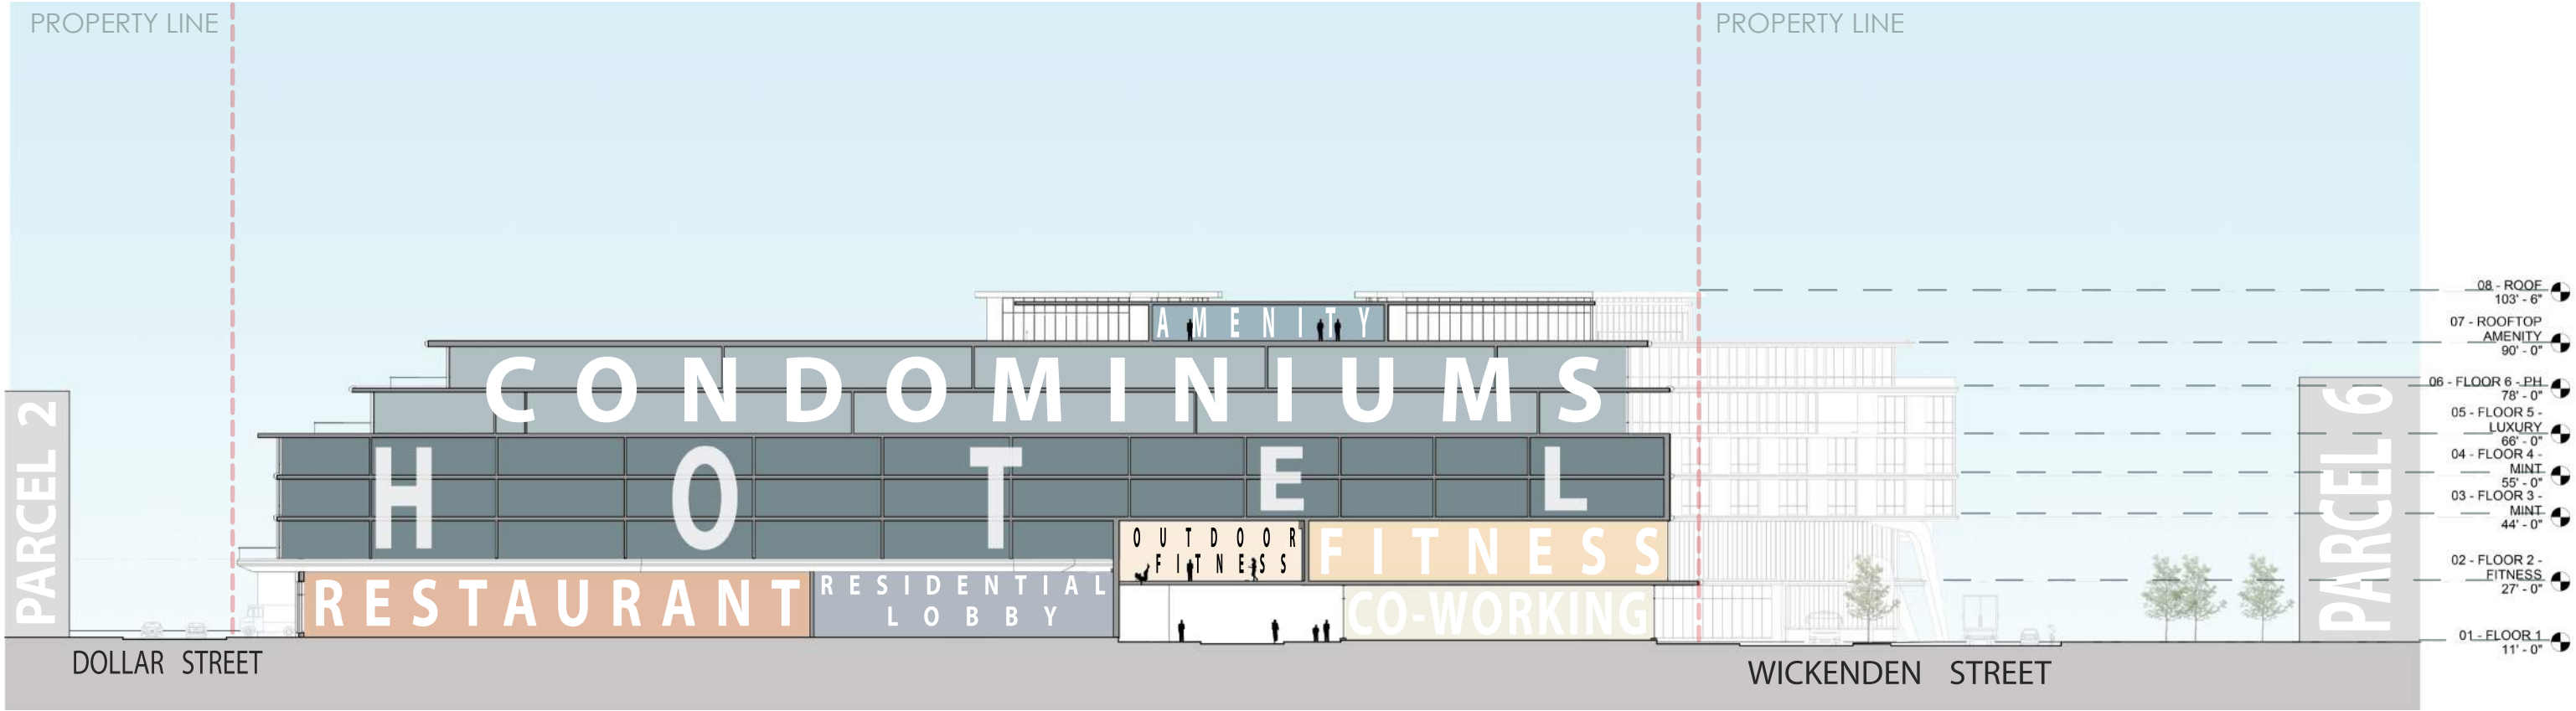 PROPERTY LINE
PROPERTY LINE
08 - ROOF
103' - 6"
07 - ROOFTOP
AMENITY
90' - 0"
AMENITY
CONDOMINIUMS
06 - FLOOR 6 - PH
78' - 0"
05 - FLOOR 5 -
LUXURY
66' - 0"
HOTEL
04 - FLOOR 4 -
MINT
55' - 0"
03 - FLOOR 3 -
MINT
44' - 0"
PARCEL 2
PARCEL 6
OUTDOOR
FITNESS
FITNESS
02 - FLOOR 2 -
FITNESS
27' - 0"
RESTAURANT
RESIDENTIAL
LOBBY
CO-WORKING
01 - FLOOR 1
11' - 0"
DOLLAR STREET
WICKENDEN STREET